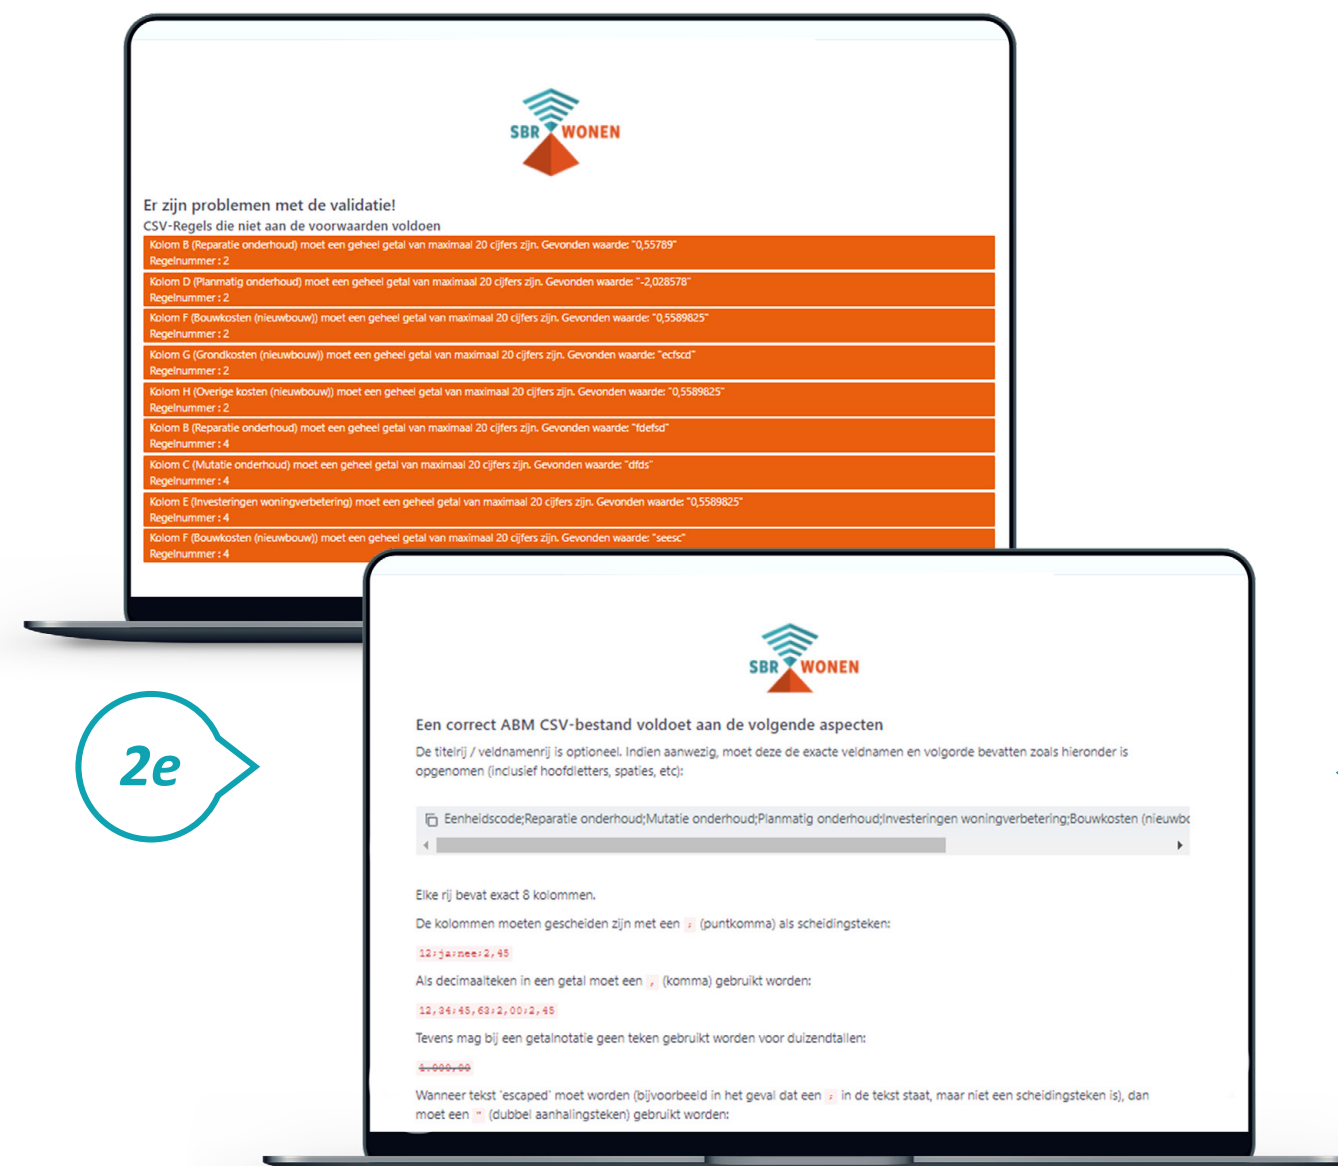 SBR WONEN
Er zijn problemen met de validatie!
CSV-Regels die niet aan de voorwaarden voldoen
Kolom B (Reparatie onderhoud) moet een geheel getal van maximaal 20 cijfers zijn. Gevonden waarde: "0,55789"
Regelnummer : 2
Kolom D (Planmatig onderhoud) moet een geheel getal van maximaal 20 cijfers zijn. Gevonden waarde: "-2,028578"
Regelnummer : 2
Kolom F (Bouwkosten (nieuwbouw)) moet een geheel getal van maximaal 20 cijfers zijn. Gevonden waarde: "0,5589825"
Regelnummer : 2
Kolom G (Grondkosten (nieuwbouw)) moet een geheel getal van maximaal 20 cijfers zijn. Gevonden waarde: "ecfscd"
Regelnummer : 2
Kolom H (Overige kosten (nieuwbouw)) moet een geheel getal van maximaal 20 cijfers zijn. Gevonden waarde: "0,5589825"
Regelnummer : 2
Kolom B (Reparatie onderhoud) moet een geheel getal van maximaal 20 cijfers zijn. Gevonden waarde: "fdefsd"
Regelnummer : 4
Kolom C (Mutatie onderhoud) moet een geheel getal van maximaal 20 cijfers zijn. Gevonden waarde: "dfds"
Regelnummer : 4
Kolom E (Investeringen woningverbetering) moet een geheel getal van maximaal 20 cijfers zijn. Gevonden waarde: "0,5589825"
Regelnummer : 4
Kolom F (Bouwkosten (nieuwbouw)) moet een geheel getal van maximaal 20 cijfers zijn. Gevonden waarde: "seesc"
Regelnummer : 4
2e
SBR WONEN
Een correct ABM CSV-bestand voldoet aan de volgende aspecten
De titelrij / veldnamenrij is optioneel. Indien aanwezig, moet deze de exacte veldnamen en volgorde bevatten zoals hieronder is
opgenomen (inclusief hoofdletters, spaties, etc):
Eenheidscode;Reparatie onderhoud;Mutatie onderhoud;Planmatig onderhoud;Investeringen woningverbetering;Bouwkosten (nieuwbo
Elke rij bevat exact 8 kolommen.
De kolommen moeten gescheiden zijn met een ; (puntkomma) als scheidingsteken:
12;ja;nee;2,45
Als decimaalteken in een getal moet een , (komma) gebruikt worden:
12,34;45,63;2,00;2,45
Tevens mag bij een getalnotatie geen teken gebruikt worden voor duizendtallen:
1.000,00
Wanneer tekst 'escaped' moet worden (bijvoorbeeld in het geval dat een ; in de tekst staat, maar niet een scheidingsteken is), dan
moet een " (dubbel aanhalingsteken) gebruikt worden: